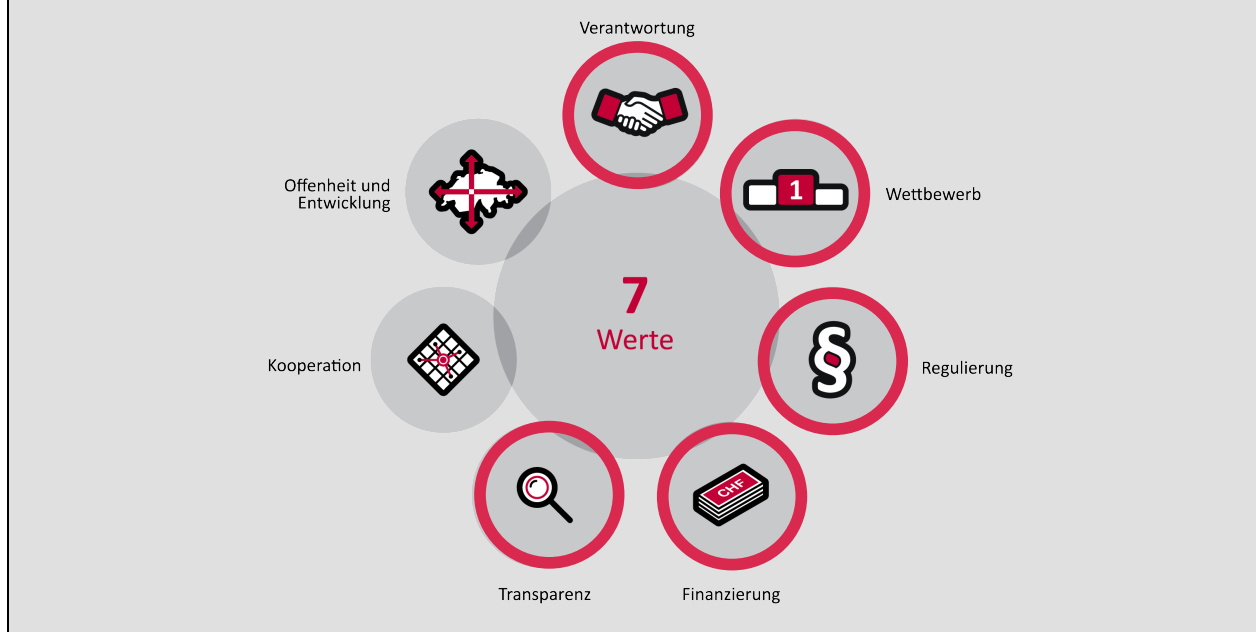 Verantwortung
Offenheit und
Entwicklung
1
Wettbewerb
7
Werte
Kooperation
§
Regulierung
CHF
Transparenz
Finanzierung